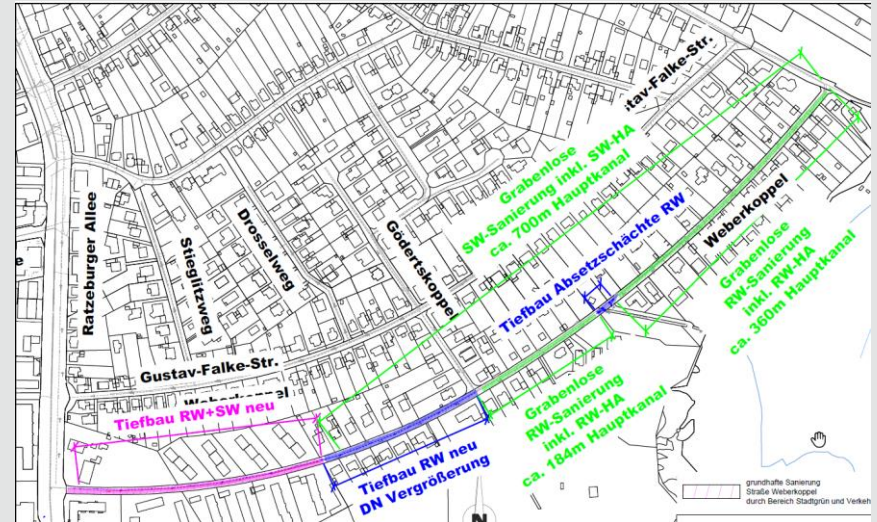 Ratzeburger Allee
Stieglitzweg
Drosselweg
Gödertskoppel
tav-Falke-Str.
Grabenlose
SW-Sanierung inkl. SW-HA
ca. 700m Hauptkanal
Tiefbau Absetzschächte RW
Weberkoppel
Grabenlose
RW-Sanierung
inkl. RW-HA
ca. 360m Hauptkanal
Gustav-Falke-Str.
Weberkoppel
Tiefbau RW+SW neu
Tiefbau RW neu
DN Vergrößerung
Grabenlose
RW-Sanierung
inkl. RW-HA
ca. 184m Hauptkanal
N
grundhafte Sanierung
Straße Weberkoppel
durch Bereich Stadtgrün und Verkeh